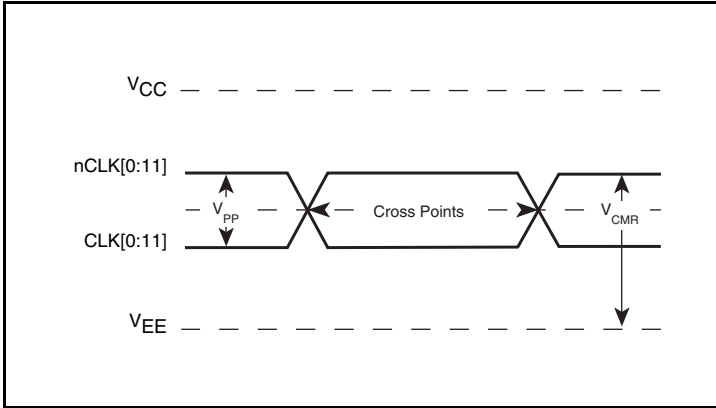 VCC
nCLK[0:11]
VPP
Cross Points
VCMR
CLK[0:11]
VEE